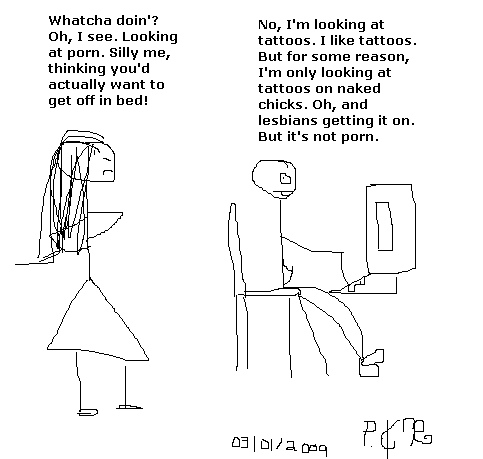 Whatcha doin'?
Oh, I see. Looking
at porn. Silly me,
thinking you'd
actually want to
get off in bed!
No, I'm looking at
tattoos. I like tattoos.
But for some reason,
I'm only looking at
tattoos on naked
chicks. Oh, and
lesbians getting it on.
But it's not porn.
03/01/2009